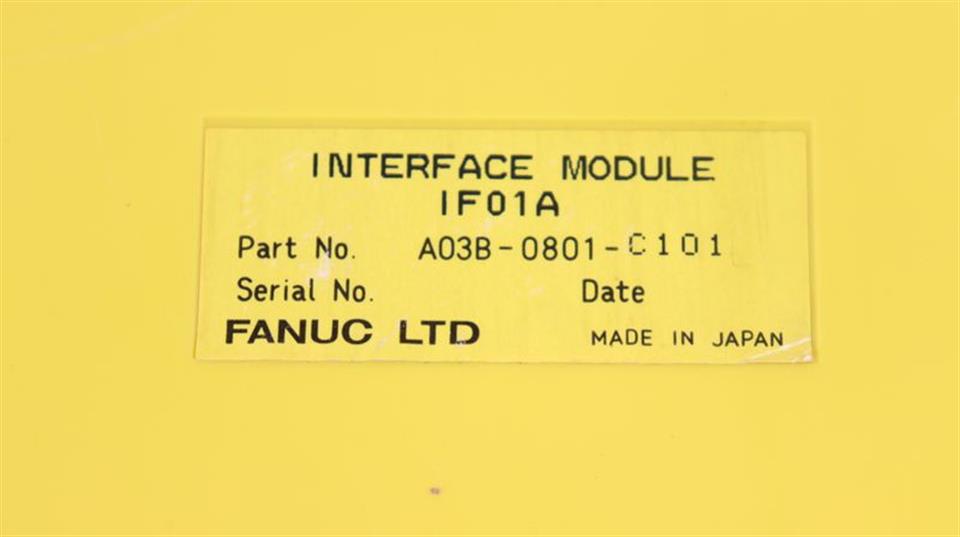 INTERFACE MODULE
IF01A
Part No. A03B-0801-C101
Serial No. Date
FANUC LTD MADE IN JAPAN